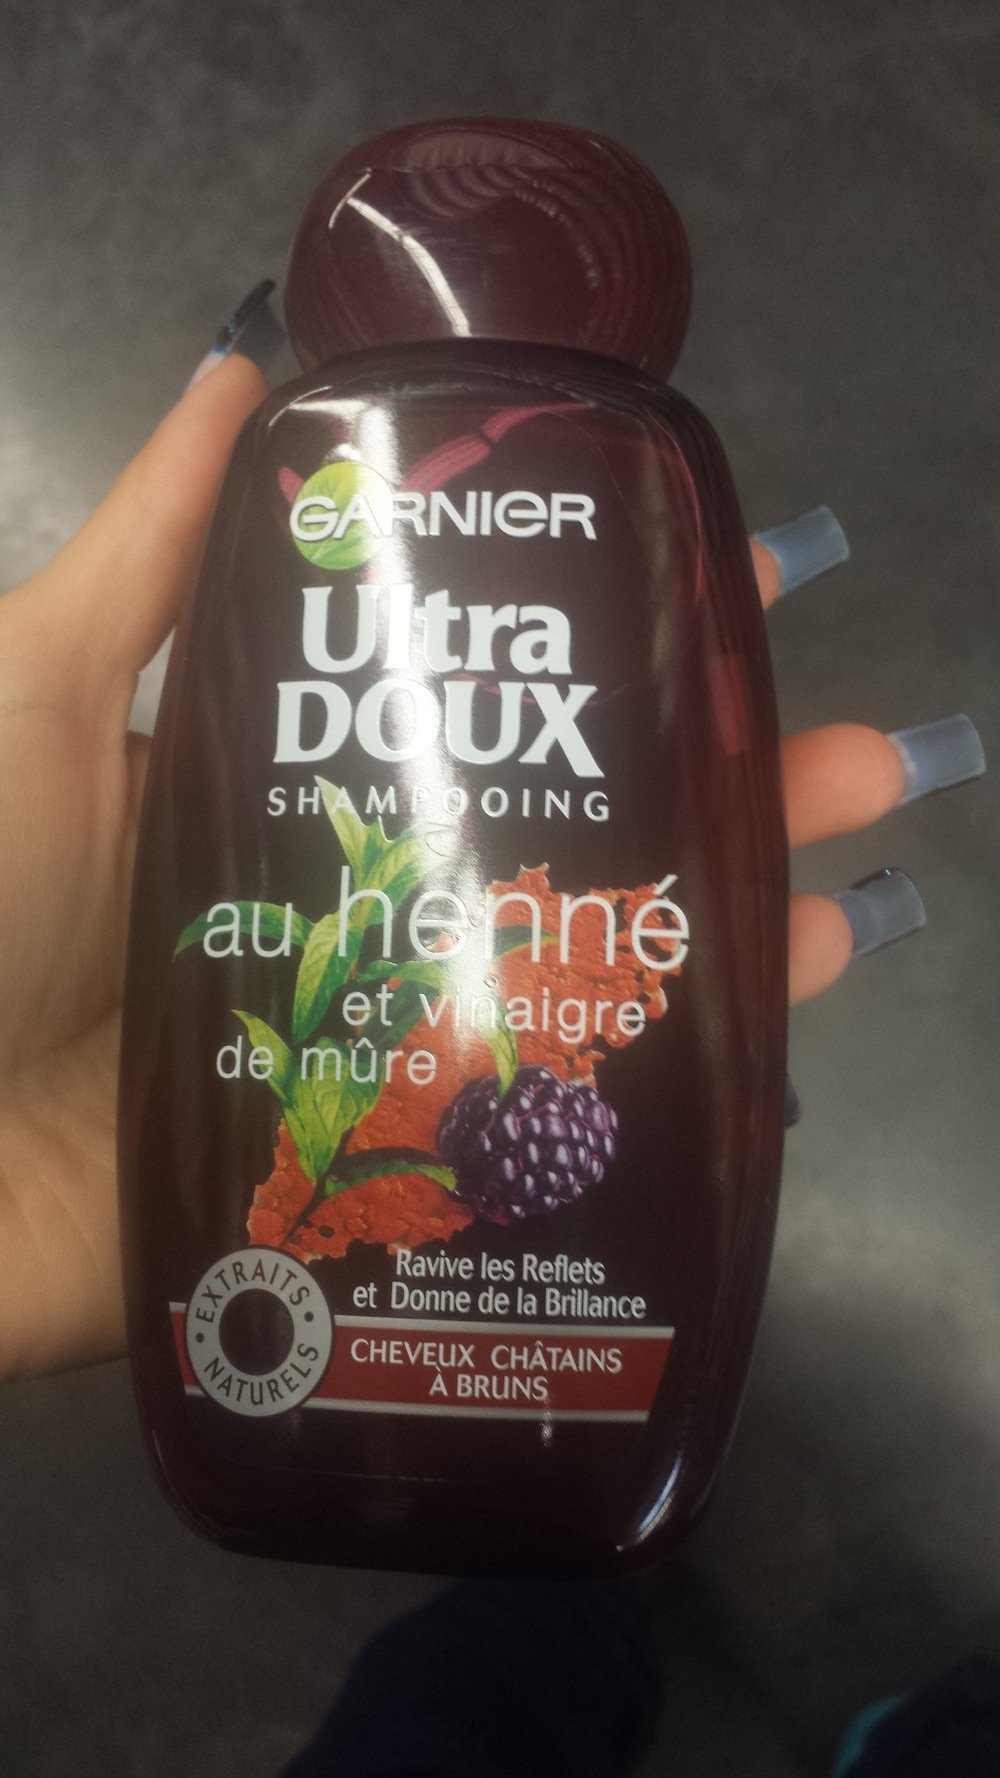 GARNIER
Ultra
DOUX
SHAMPOOING
au henné
et vinaigre
de mûre
Ravive les Reflets
et Donne de la Brillance
• EXTRAITS •
NATURELS
CHEVEUX CHÂTAINS
À BRUNS